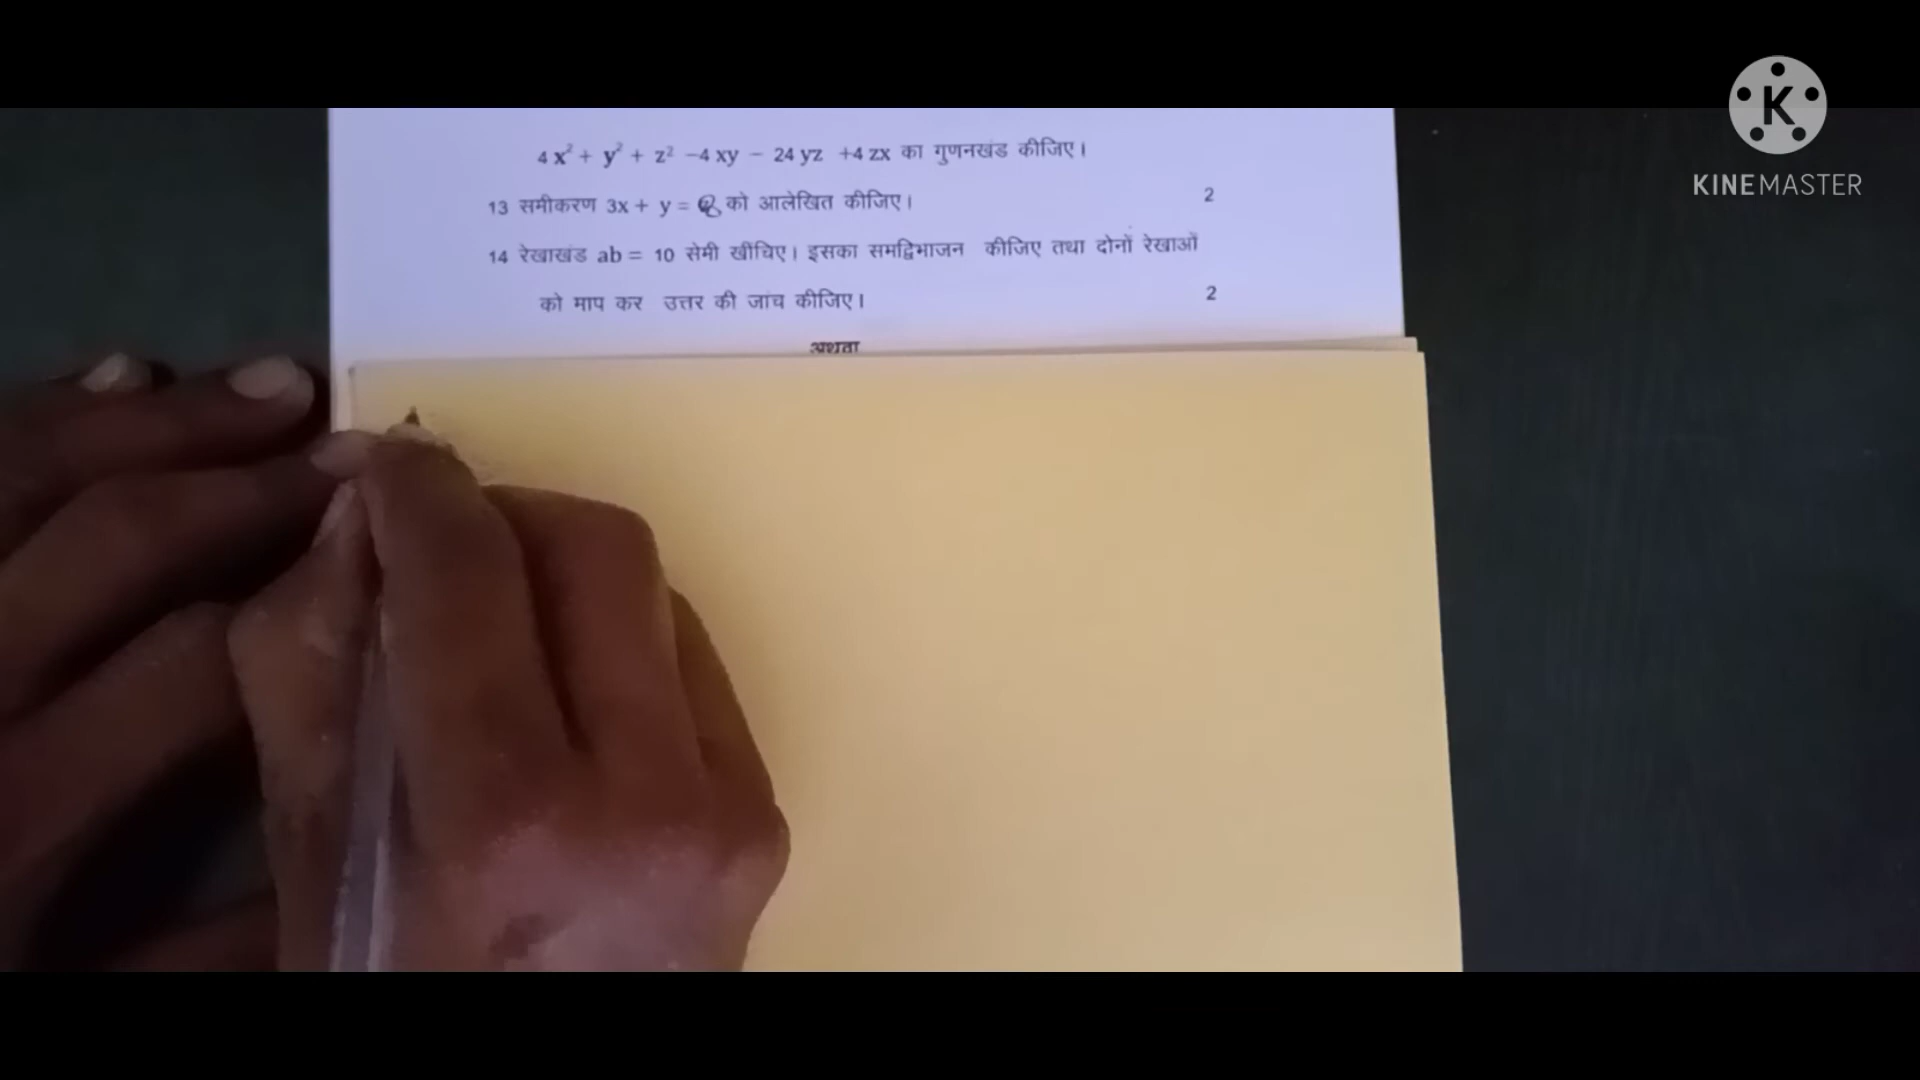 4x² + y² + z² -4 xy - 24 yz +4 zx का गुणनखंड कीजिए।
13 समीकरण 3x + y = को आलेखित कीजिए। 2
14 रेखाखंड ab = 10 सेमी खींचिए। इसका समद्विभाजन कीजिए तथा दोनों रेखाओं
को माप कर उत्तर की जांच कीजिए। 2
अथवा
K
KINEMASTER